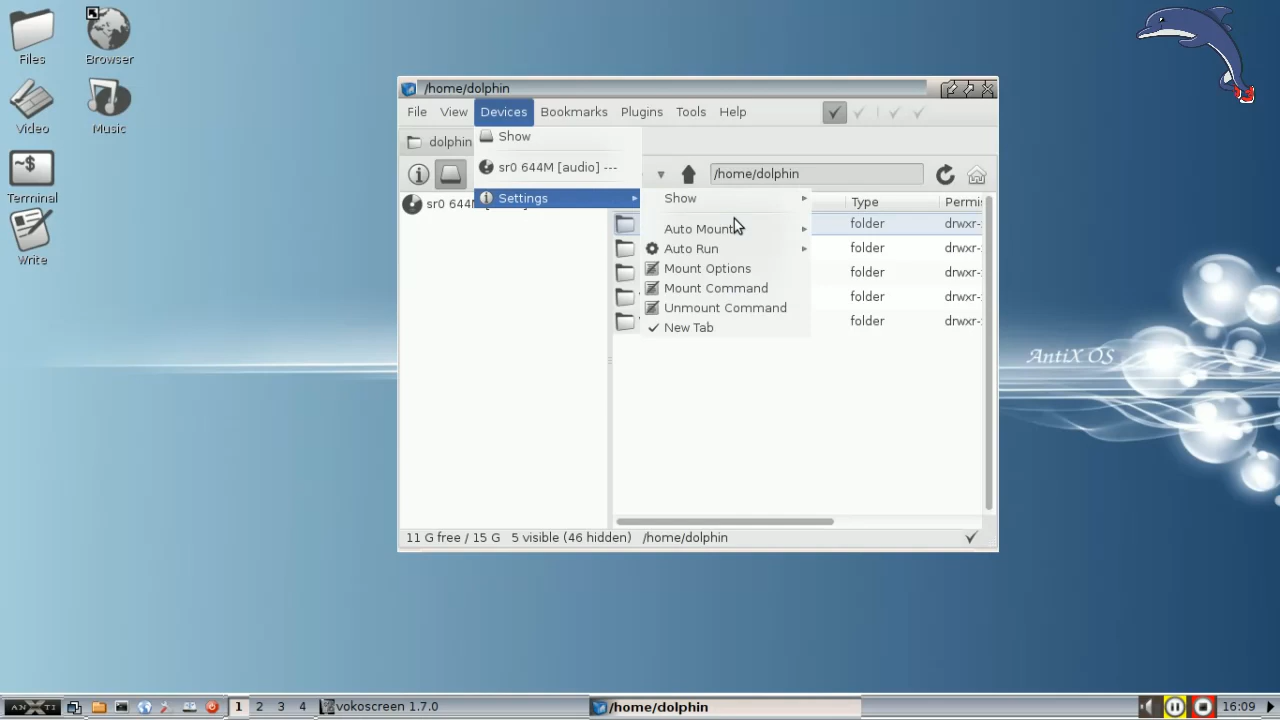 Files
Browser
Video
Music
~$
Terminal
Write
/home/dolphin
File View Devices Bookmarks Plugins Tools Help
dolphin
Show
sr0 644M [audio] ---
Settings
/home/dolphin
sr0 644M
Show
Auto Mount
Auto Run
Mount Options
Mount Command
Unmount Command
New Tab
Type Permi
folder drwxr-
folder drwxr-
folder drwxr-
folder drwxr-
folder drwxr-
11 G free / 15 G 5 visible (46 hidden) /home/dolphin
AntiX OS
1 2 3 4 vokoscreen 1.7.0 /home/dolphin 16:09